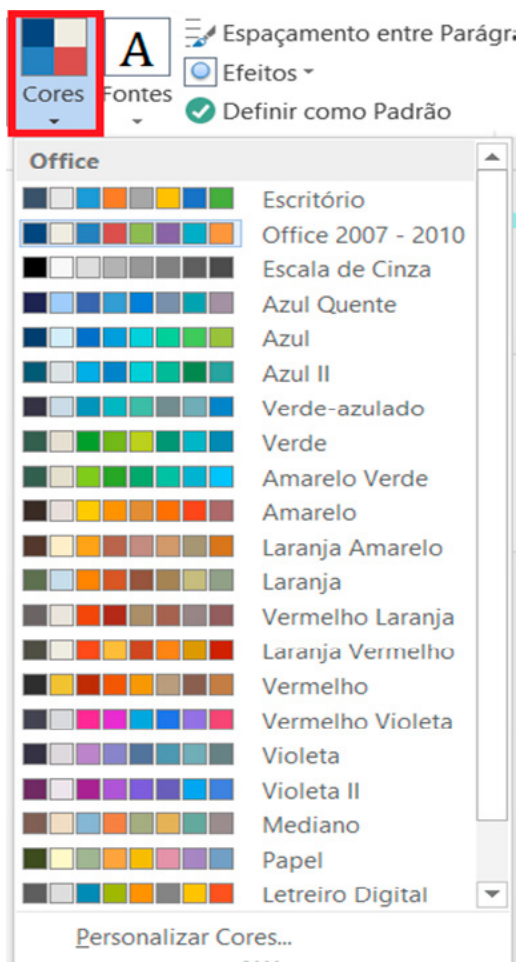 Espaçamento entre Parágra
A
Efeitos
Cores
Fontes
Definir como Padrão
Office
Escritório
Office 2007 - 2010
Escala de Cinza
Azul Quente
Azul
Azul II
Verde-azulado
Verde
Amarelo Verde
Amarelo
Laranja Amarelo
Laranja
Vermelho Laranja
Laranja Vermelho
Vermelho
Vermelho Violeta
Violeta
Violeta II
Mediano
Papel
Letreiro Digital
Personalizar Cores...